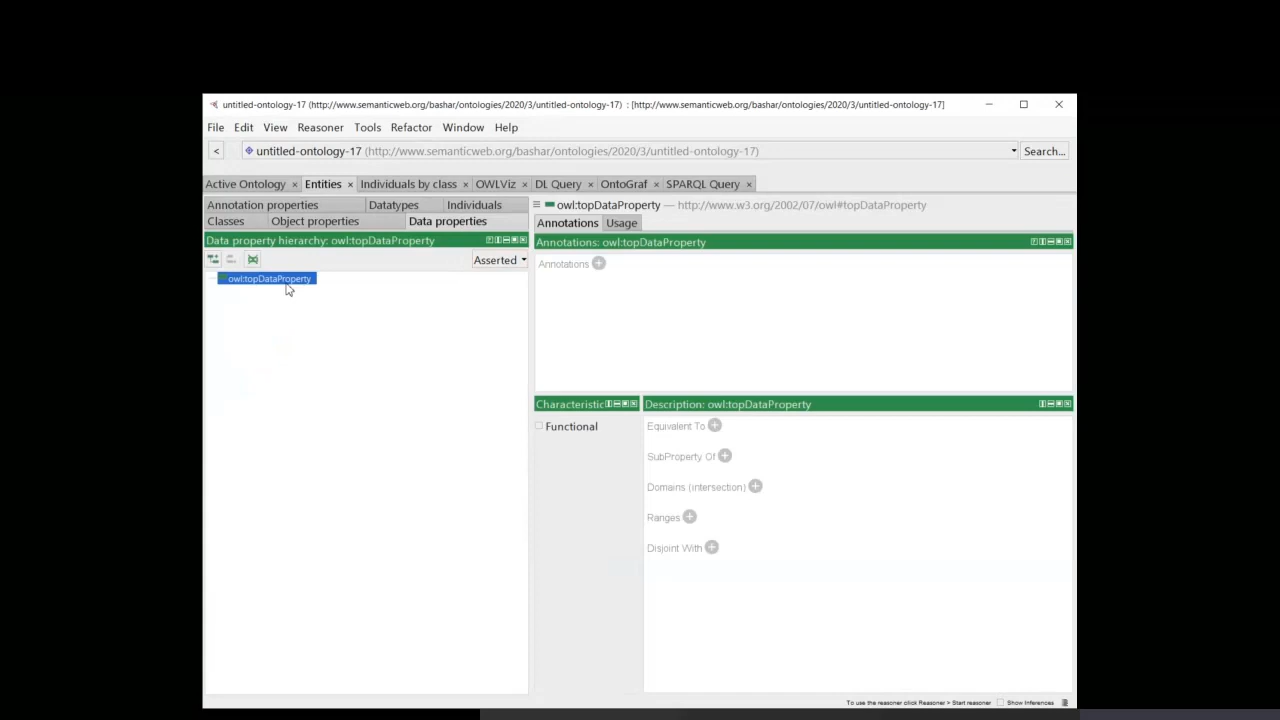 untitled-ontology-17 (http://www.semanticweb.org/bashar/ontologies/2020/3/untitled-ontology-17) : [http://www.semanticweb.org/bashar/ontologies/2020/3/untitled-ontology-17]
File Edit View Reasoner Tools Refactor Window Help
< untitled-ontology-17 (http://www.semanticweb.org/bashar/ontologies/2020/3/untitled-ontology-17) Search...
Active Ontology × Entities × Individuals by class × OWLViz × DL Query × OntoGraf × SPARQL Query ×
Annotation properties Datatypes Individuals
Classes Object properties Data properties
Data property hierarchy: owl:topDataProperty
Asserted
owl:topDataProperty
owl:topDataProperty — http://www.w3.org/2002/07/owl#topDataProperty
Annotations Usage
Annotations: owl:topDataProperty
Annotations
Characteristic
Functional
Description: owl:topDataProperty
Equivalent To
SubProperty Of
Domains (intersection)
Ranges
Disjoint With
To use the reasoner click Reasoner > Start reasoner Show Inferences